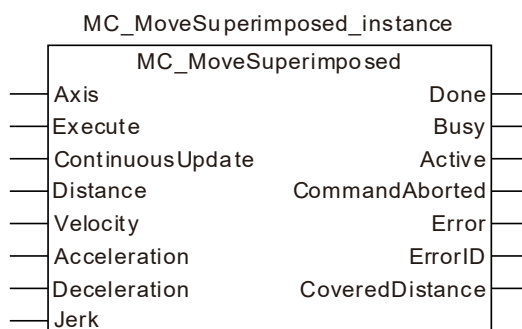 MC_MoveSuperimposed_instance
MC_MoveSuperimposed
Axis Done
Execute Busy
ContinuousUpdate Active
Distance CommandAborted
Velocity Error
Acceleration ErrorID
Deceleration CoveredDistance
Jerk